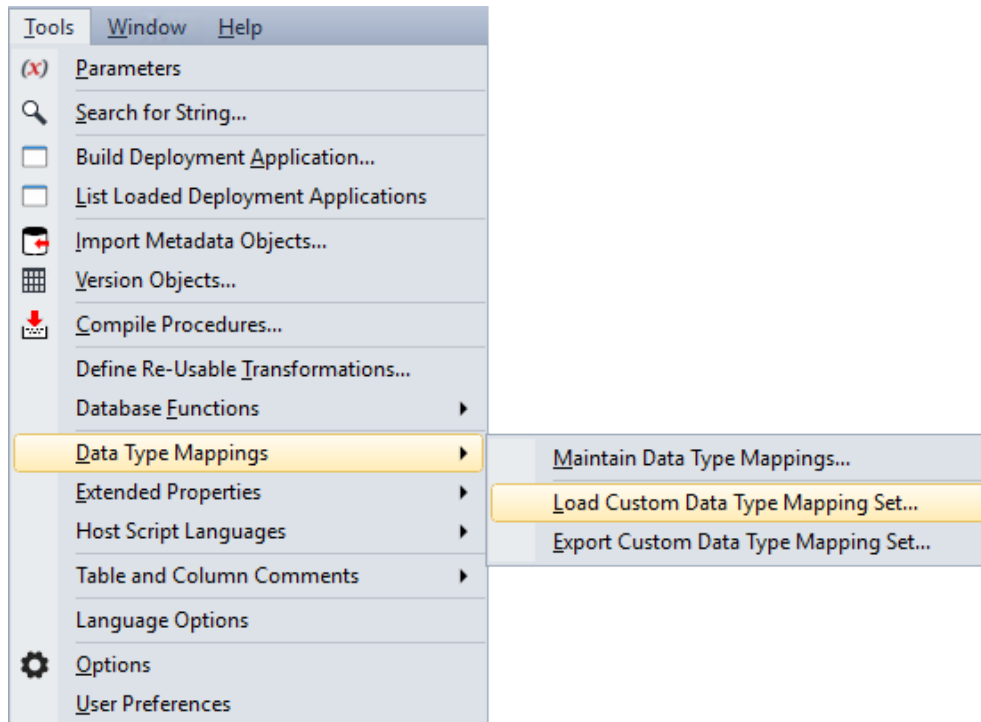 Tools Window Help
(x) Parameters
Search for String...
Build Deployment Application...
List Loaded Deployment Applications
Import Metadata Objects...
Version Objects...
Compile Procedures...
Define Re-Usable Transformations...
Database Functions
Data Type Mappings
Extended Properties
Host Script Languages
Table and Column Comments
Language Options
Options
User Preferences
Maintain Data Type Mappings...
Load Custom Data Type Mapping Set...
Export Custom Data Type Mapping Set...